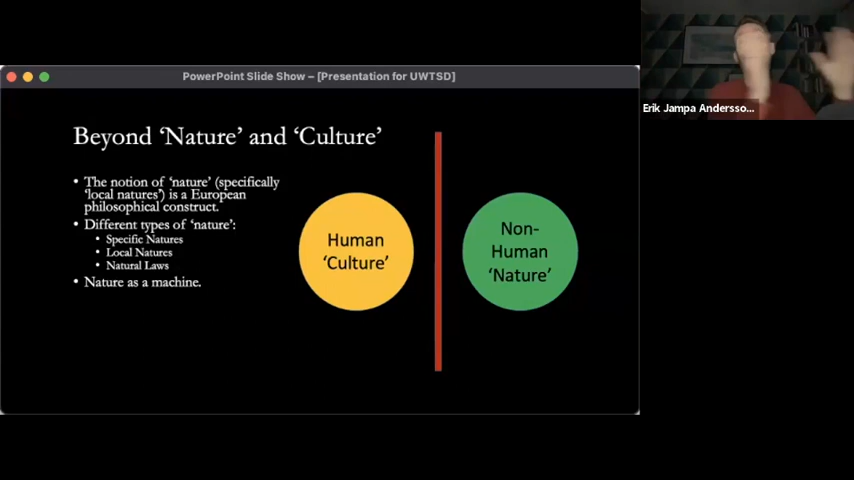 PowerPoint Slide Show – [Presentation for UWTSD]
Erik Jampa Andersso...
Beyond ‘Nature’ and ‘Culture’
• The notion of ‘nature’ (specifically
‘local natures’) is a European
philosophical construct.
• Different types of ‘nature’:
• Specific Natures
• Local Natures
• Natural Laws
• Nature as a machine.
Human
‘Culture’
Non-
Human
‘Nature’